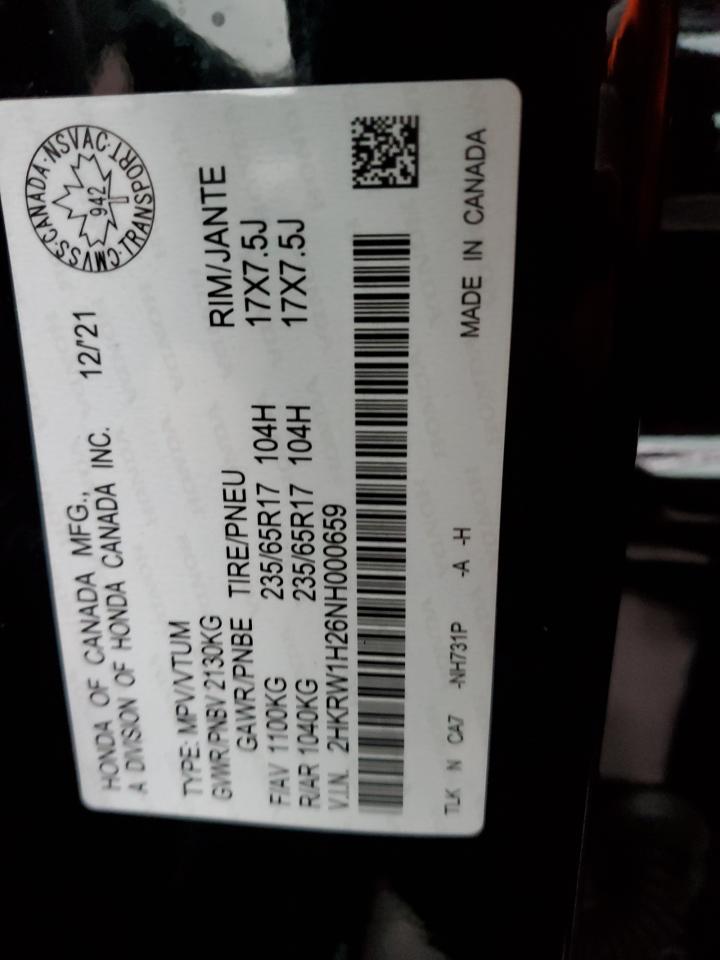 HONDA OF CANADA MFG.,
A DIVISION OF HONDA CANADA INC. 12/'21
CMVSS·CANADA·NSVAC·TRANSPORT
942
TYPE: MPV/VTUM
GVWR/PNBV 2130KG
GAWR/PNBE TIRE/PNEU RIM/JANTE
F/AV 1100KG 235/65R17 104H 17X7.5J
R/AR 1040KG 235/65R17 104H 17X7.5J
V.I.N. 2HKRW1H26NH000659
TLK N CA7 -NH731P -A -H MADE IN CANADA